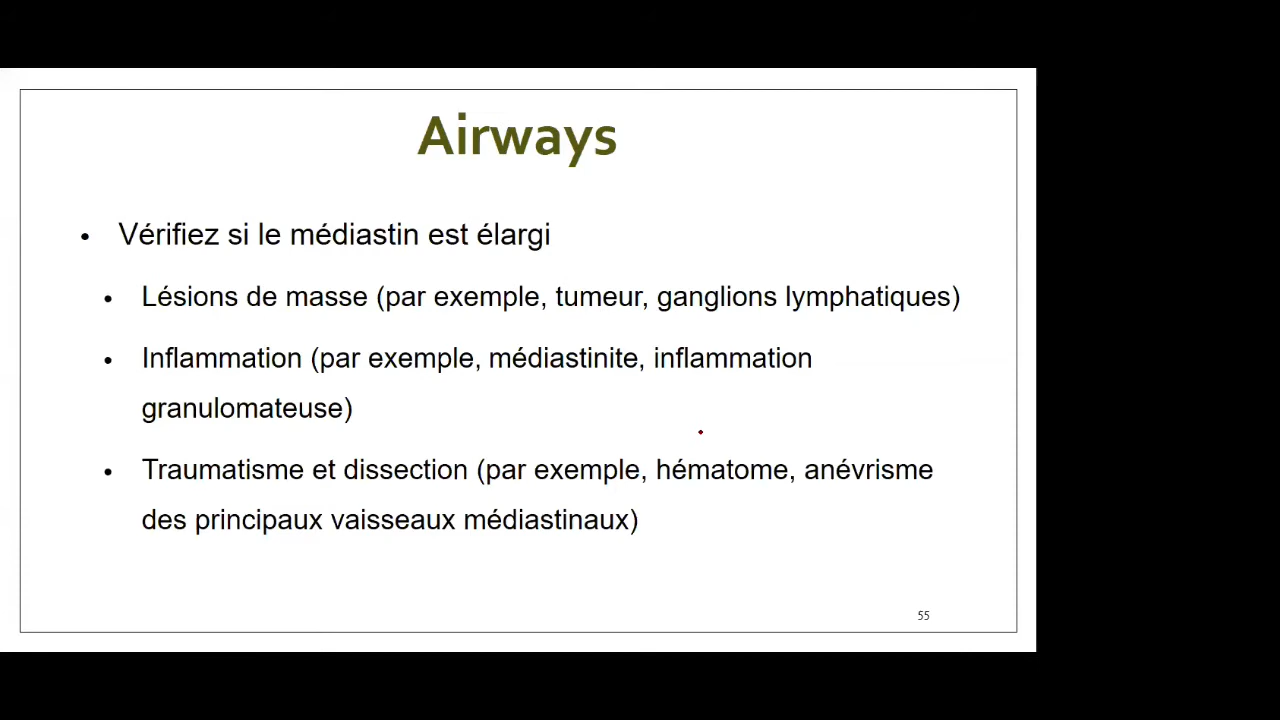 Airways
• Vérifiez si le médiastin est élargi
• Lésions de masse (par exemple, tumeur, ganglions lymphatiques)
• Inflammation (par exemple, médiastinite, inflammation
granulomateuse)
• Traumatisme et dissection (par exemple, hématome, anévrisme
des principaux vaisseaux médiastinaux)
55